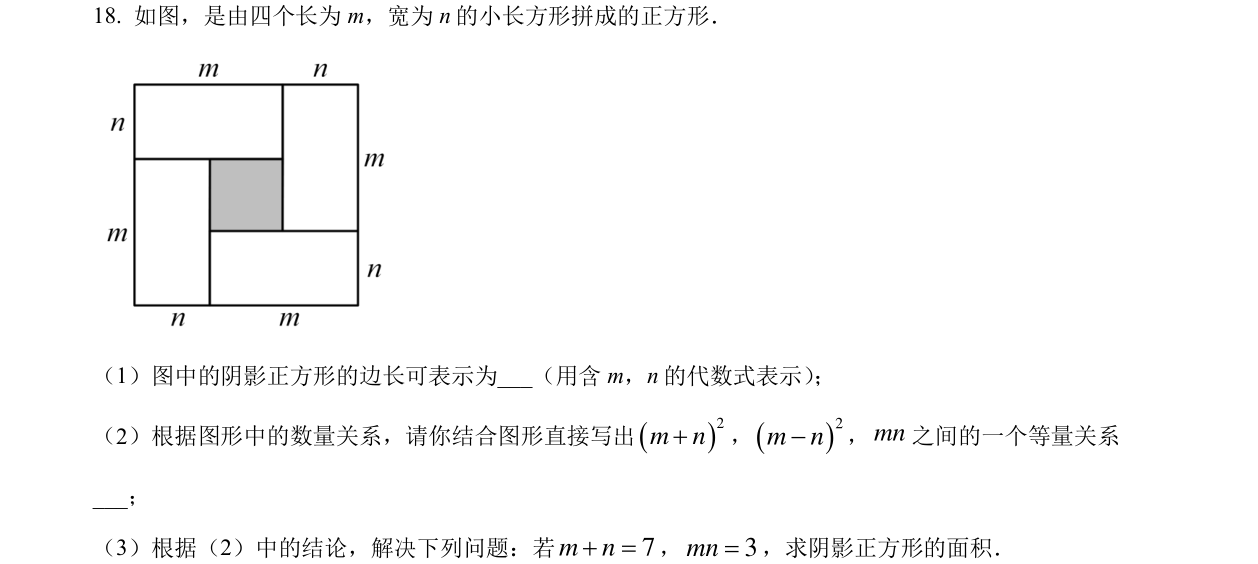 18. 如图，是由四个长为 m，宽为 n 的小长方形拼成的正方形．
m n
n
m
m
n
n m
（1）图中的阴影正方形的边长可表示为___（用含 m，n 的代数式表示）；
（2）根据图形中的数量关系，请你结合图形直接写出(m+n)²，(m−n)²，mn 之间的一个等量关系
___；
（3）根据（2）中的结论，解决下列问题：若 m+n=7，mn=3，求阴影正方形的面积．